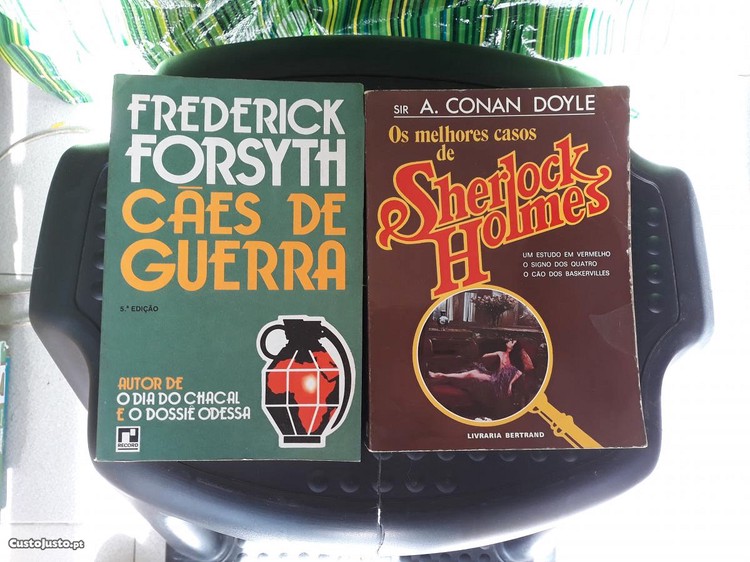 FREDERICK
FORSYTH
CÃES DE
GUERRA
5.ª EDIÇÃO
AUTOR DE
O DIA DO CHACAL
E O DOSSIÊ ODESSA
RECORD
SIR A. CONAN DOYLE
Os melhores casos
de
Sherlock
Holmes
UM ESTUDO EM VERMELHO
O SIGNO DOS QUATRO
O CÃO DOS BASKERVILLES
LIVRARIA BERTRAND
CustoJusto.pt